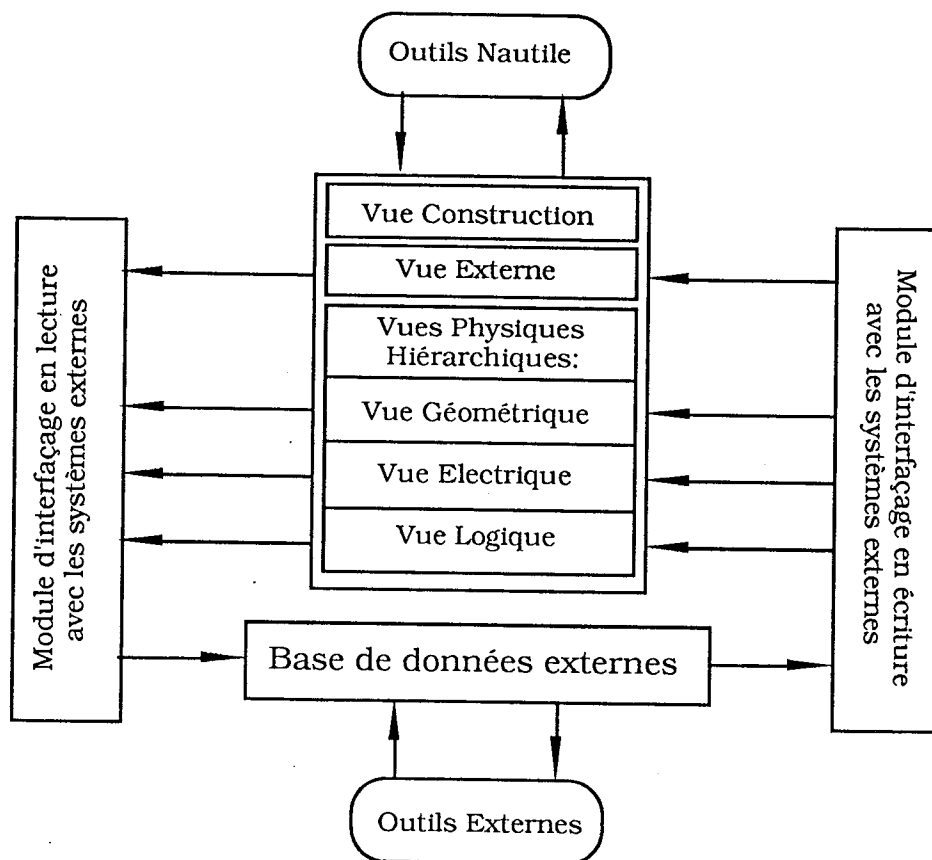 Outils Nautile
Vue Construction
Vue Externe
Vues Physiques
Hiérarchiques:
Vue Géométrique
Vue Electrique
Vue Logique
Module d'interfaçage en lecture
avec les systèmes externes
Module d'interfaçage en écriture
avec les systèmes externes
Base de données externes
Outils Externes